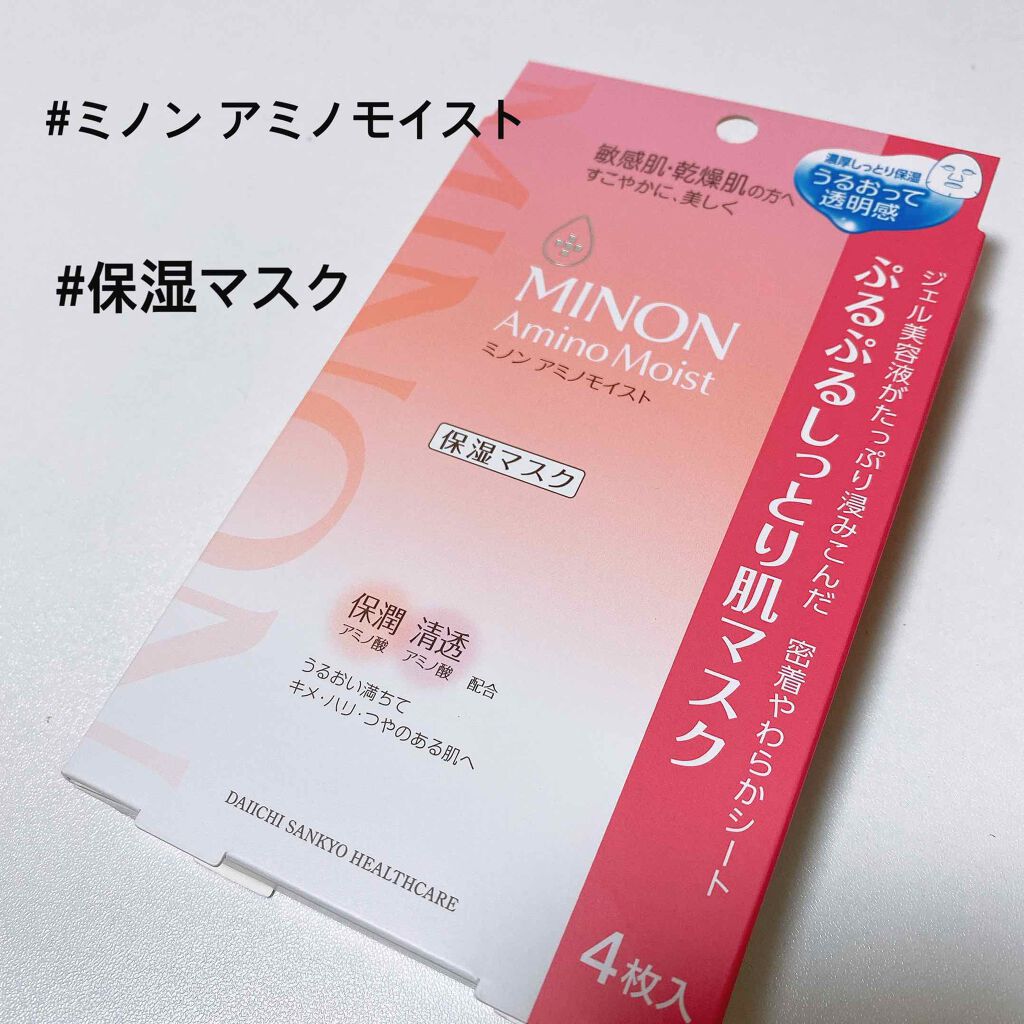 #ミノン アミノモイスト
#保湿マスク
MINON
敏感肌・乾燥肌の方へ
すこやかに、美しく
濃厚しっとり保湿
うるおって
透明感
MINON
Amino Moist
ミノン アミノモイスト
保湿マスク
ジェル美容液がたっぷり浸みこんだ 密着やわらかシート
ぷるぷるしっとり肌マスク
保潤 清透
アミノ酸 アミノ酸 配合
うるおい満ちて
キメ・ハリ・つやのある肌へ
DAIICHI SANKYO HEALTHCARE
4枚入